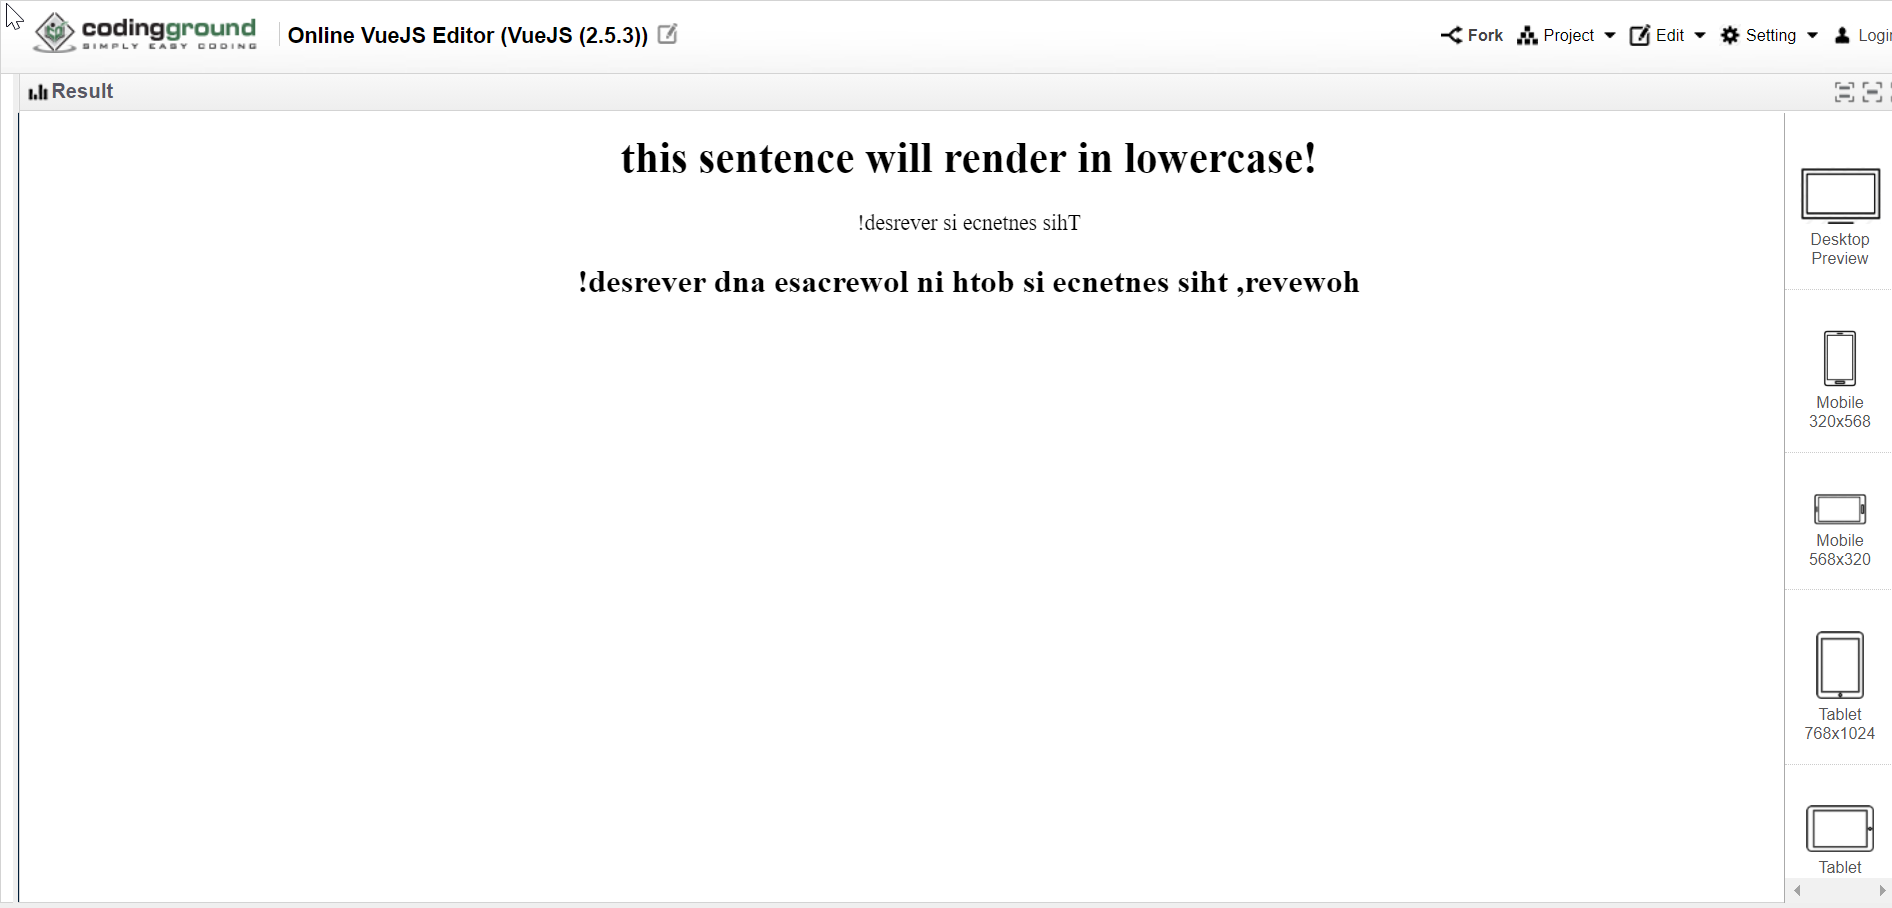 codingground
SIMPLY EASY CODING
Online VueJS Editor (VueJS (2.5.3))
Fork
Project
Edit
Setting
Login
Result
this sentence will render in lowercase!
!desrever si ecnetnes sihT
!desrever dna esacrewol ni htob si ecnetnes siht ,revewoh
Desktop
Preview
Mobile
320x568
Mobile
568x320
Tablet
768x1024
Tablet